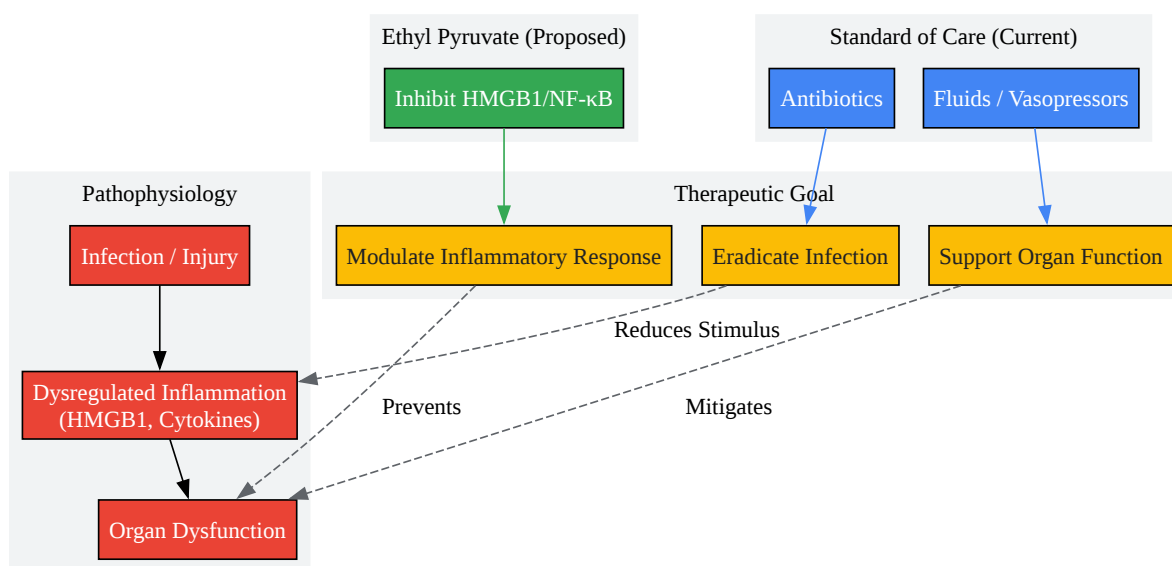 Ethyl Pyruvate (Proposed)
Standard of Care (Current)
Inhibit HMGB1/NF-κB
Antibiotics
Fluids / Vasopressors
Pathophysiology
Therapeutic Goal
Infection / Injury
Modulate Inflammatory Response
Eradicate Infection
Support Organ Function
Reduces Stimulus
Dysregulated Inflammation
(HMGB1, Cytokines)
Prevents
Mitigates
Organ Dysfunction